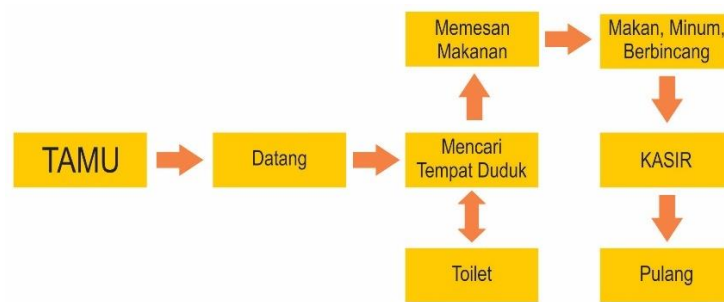 TAMU
Datang
Mencari
Tempat Duduk
Toilet
Memesan
Makanan
Makan, Minum,
Berbincang
KASIR
Pulang